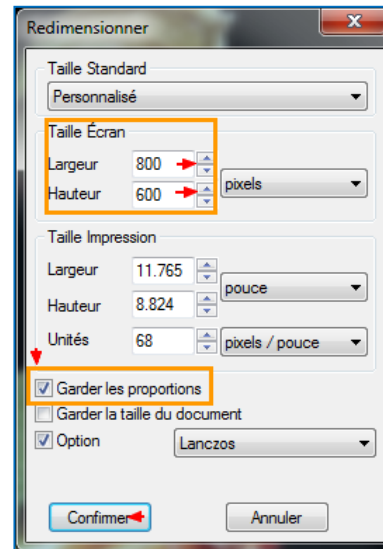 Redimensionner
Taille Standard
Personnalisé
Taille Écran
Largeur 800
pixels
Hauteur 600
Taille Impression
Largeur 11.765
pouce
Hauteur 8.824
Unités 68 pixels / pouce
Garder les proportions
Garder la taille du document
Option Lanczos
Confirmer Annuler